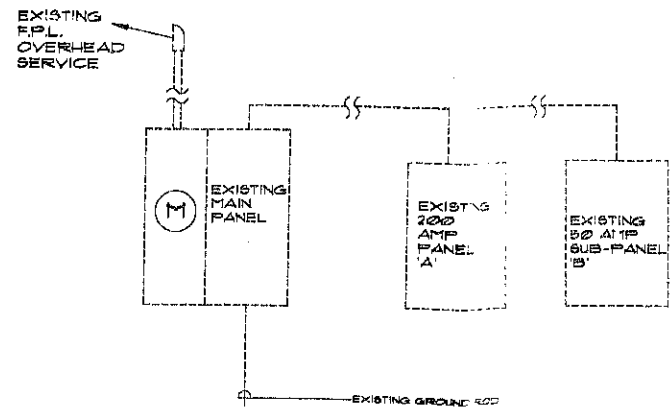 EXISTING
F.P.L.
OVERHEAD
SERVICE
M
EXISTING
MAIN
PANEL
EXISTING
200
AMP
PANEL
'A'
EXISTING
50 AMP
SUB-PANEL
'B'
EXISTING GROUND ROD